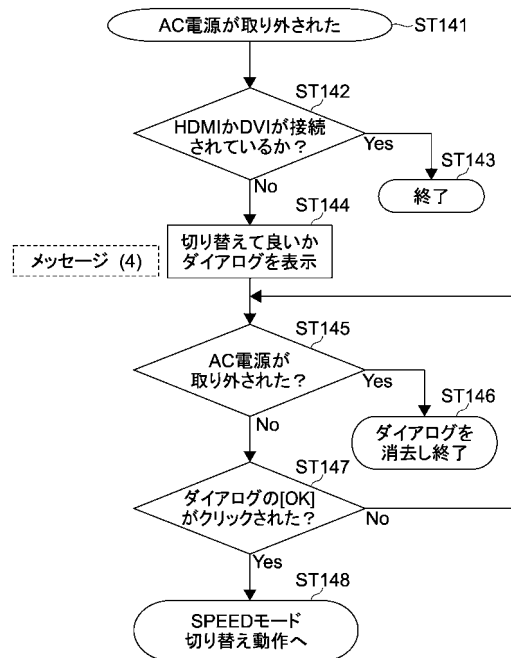 AC電源が取り外された
ST141
ST142
HDMIかDVIが接続
されているか？
Yes
ST143
終了
No
ST144
切り替えて良いか
ダイアログを表示
メッセージ (4)
ST145
AC電源が
取り外された？
Yes
ST146
ダイアログを
消去し終了
No
ST147
ダイアログの[OK]
がクリックされた？
No
Yes
ST148
SPEEDモード
切り替え動作へ